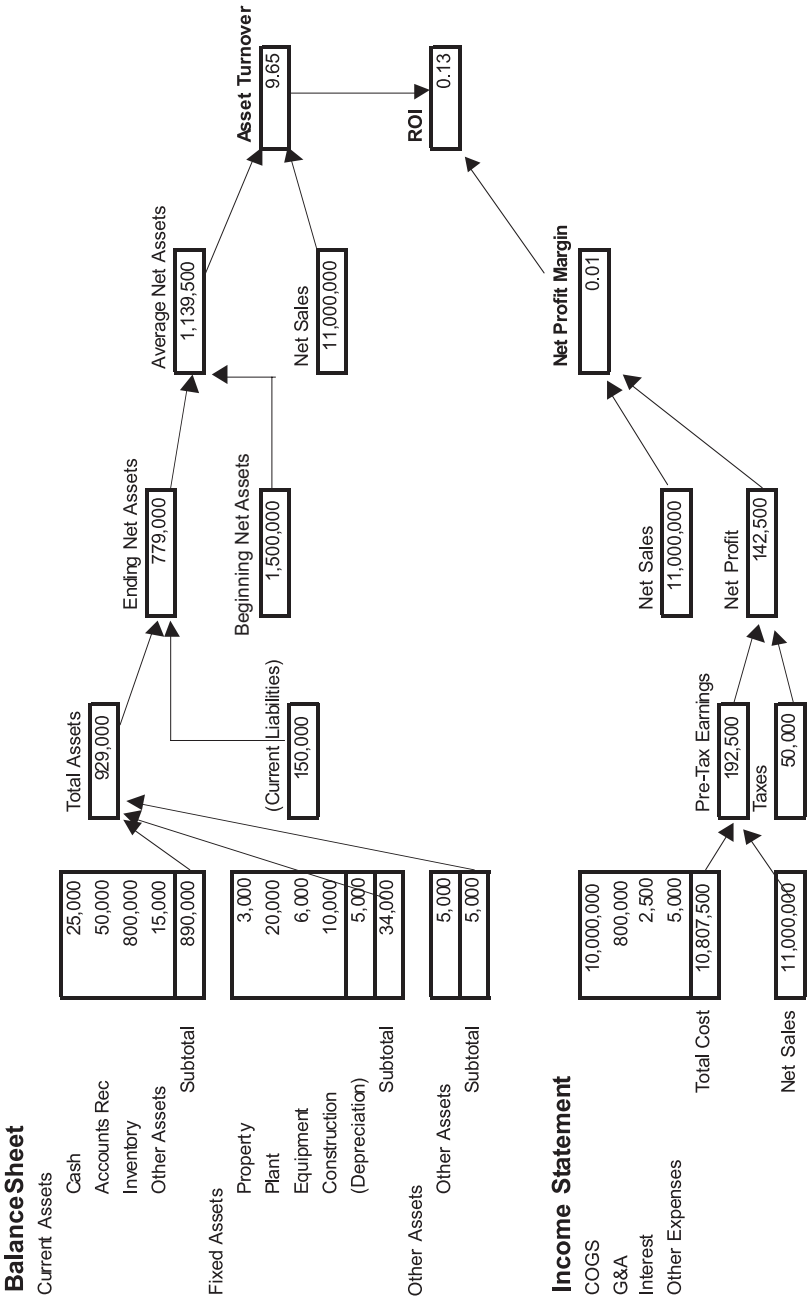 Balance Sheet
Current Assets
Cash 25,000
Accounts Rec 50,000
Inventory 800,000
Other Assets 15,000
Subtotal 890,000
Fixed Assets
Property 3,000
Plant 20,000
Equipment 6,000
Construction 10,000
(Depreciation) 5,000
Subtotal 34,000
Other Assets
Other Assets 5,000
Subtotal 5,000
Total Assets
929,000
(Current Liabilities)
150,000
Ending Net Assets
779,000
Beginning Net Assets
1,500,000
Average Net Assets
1,139,500
Net Sales
11,000,000
Asset Turnover
9.65
ROI
0.13
Income Statement
COGS 10,000,000
G&A 800,000
Interest 2,500
Other Expenses 5,000
Total Cost 10,807,500
Net Sales 11,000,000
Pre-Tax Earnings
192,500
Taxes
50,000
Net Sales
11,000,000
Net Profit
142,500
Net Profit Margin
0.01